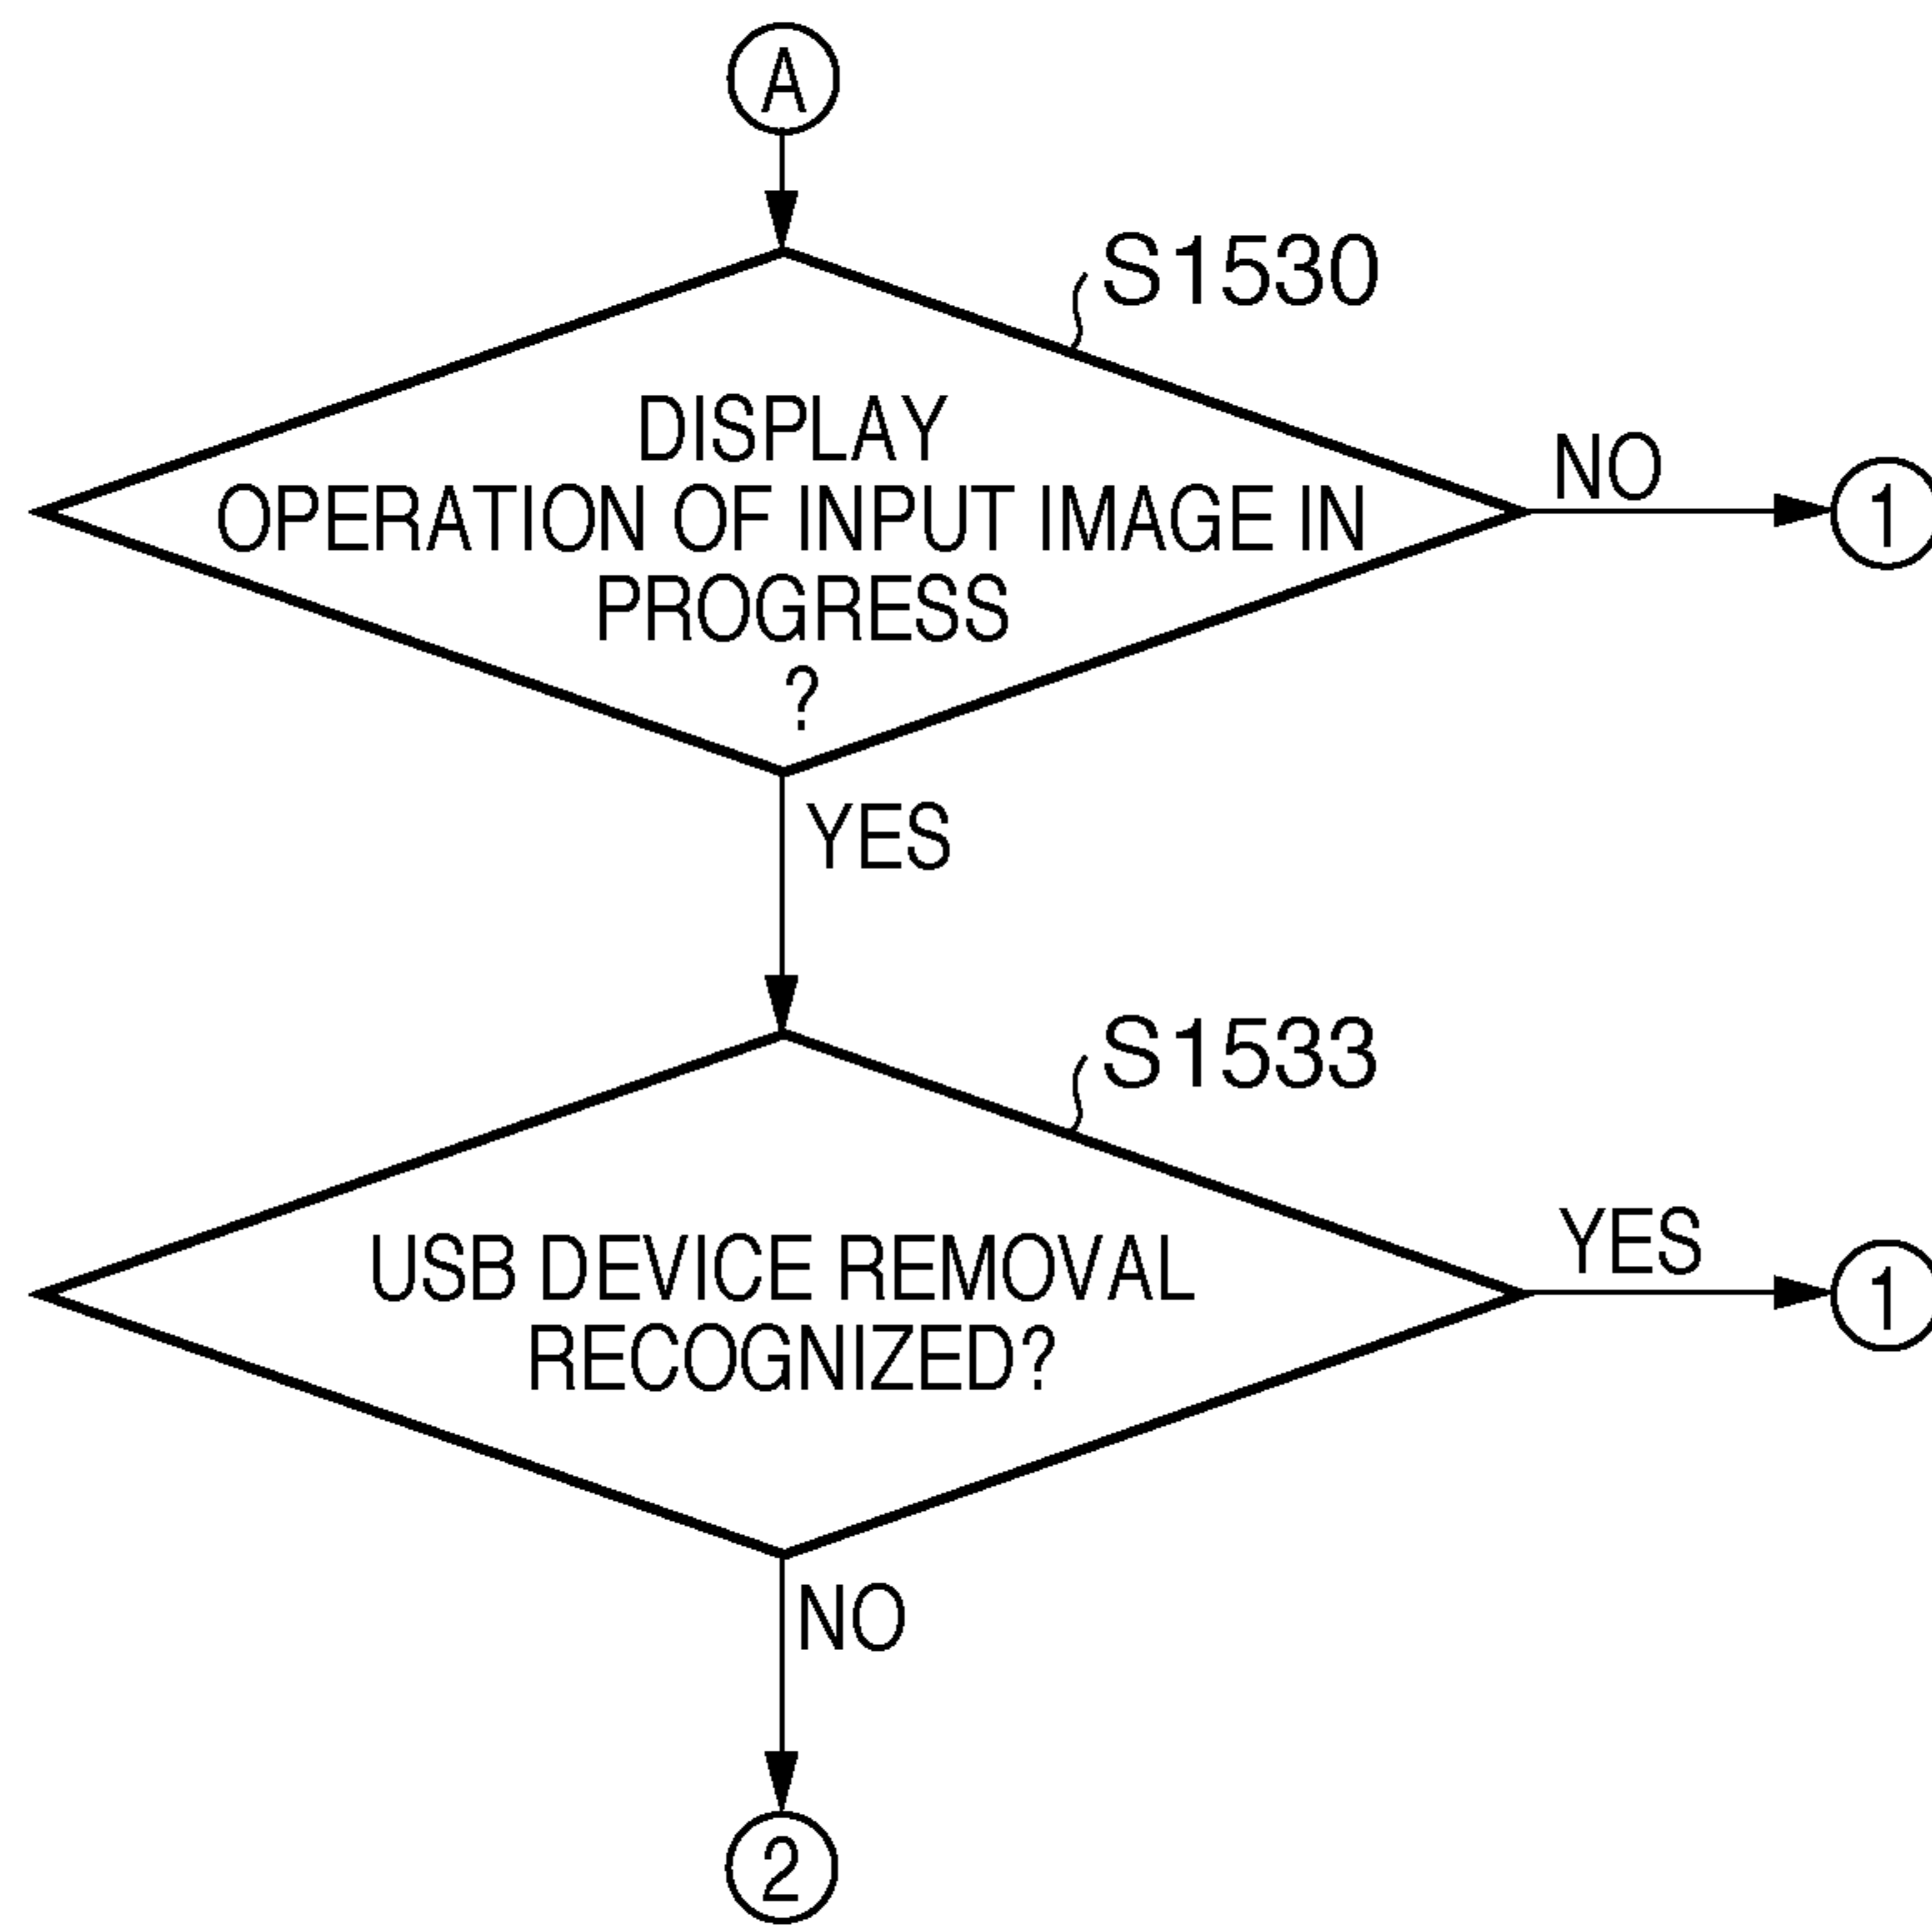 A
S1530
DISPLAY
OPERATION OF INPUT IMAGE IN
PROGRESS
?
NO
1
YES
S1533
USB DEVICE REMOVAL
RECOGNIZED?
YES
1
NO
2